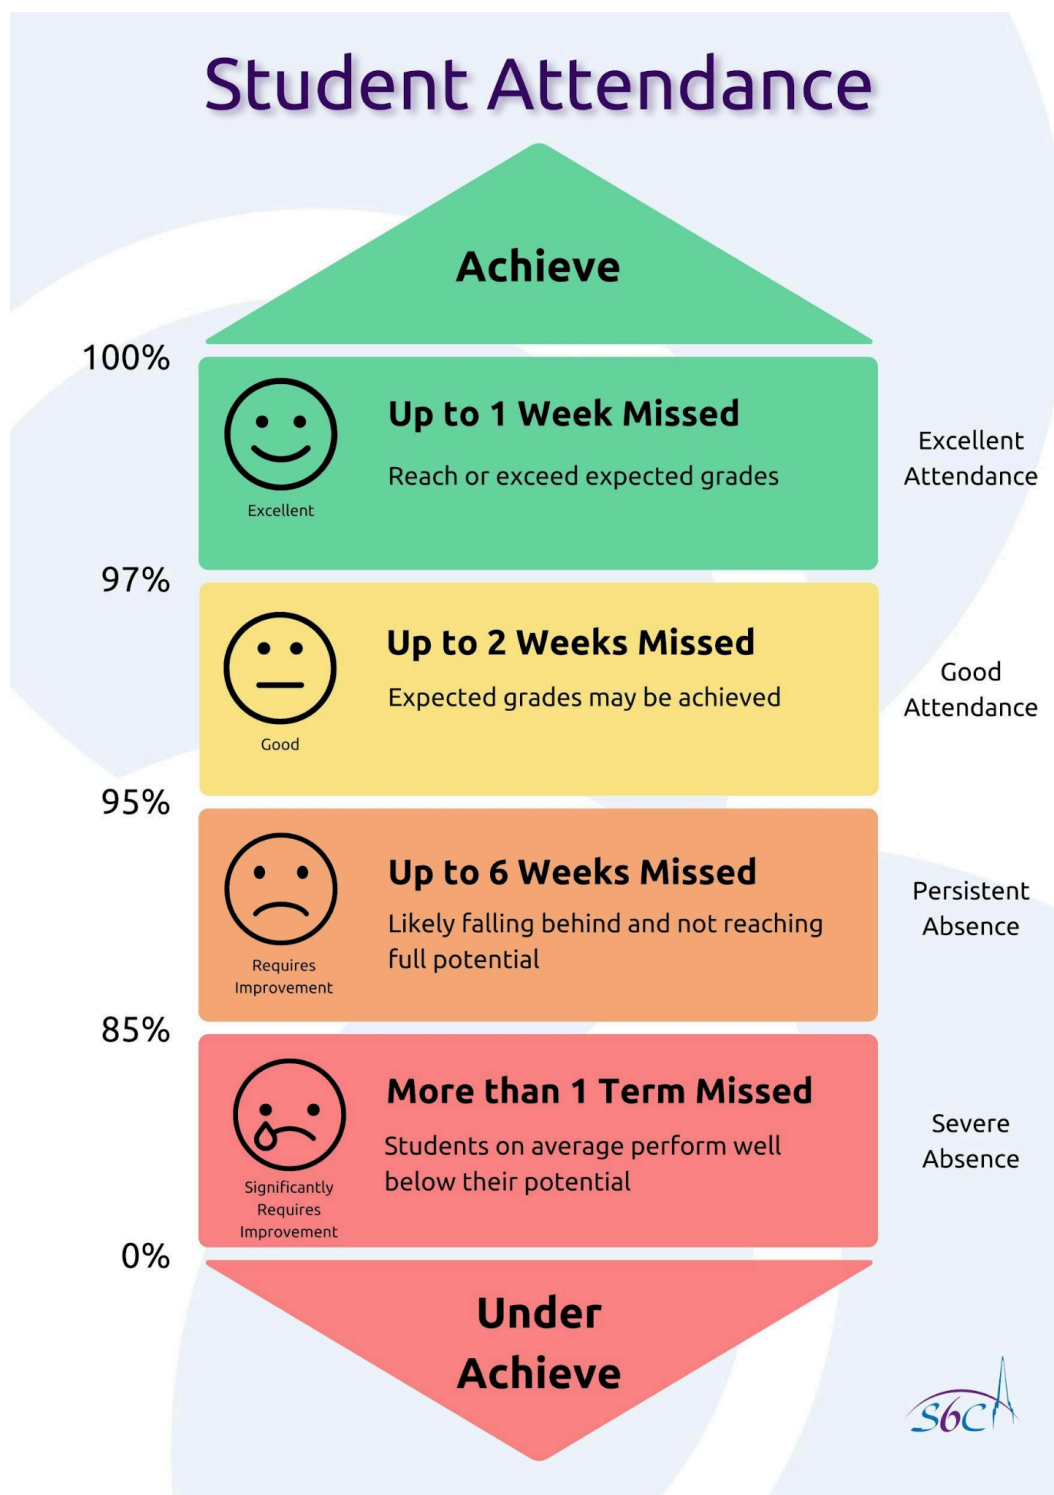 Student Attendance
Achieve
100%
Up to 1 Week Missed
Reach or exceed expected grades
Excellent
Excellent
Attendance
97%
Up to 2 Weeks Missed
Expected grades may be achieved
Good
Good
Attendance
95%
Up to 6 Weeks Missed
Likely falling behind and not reaching
full potential
Requires
Improvement
Persistent
Absence
85%
More than 1 Term Missed
Students on average perform well
below their potential
Significantly
Requires
Improvement
Severe
Absence
0%
Under
Achieve
S6C